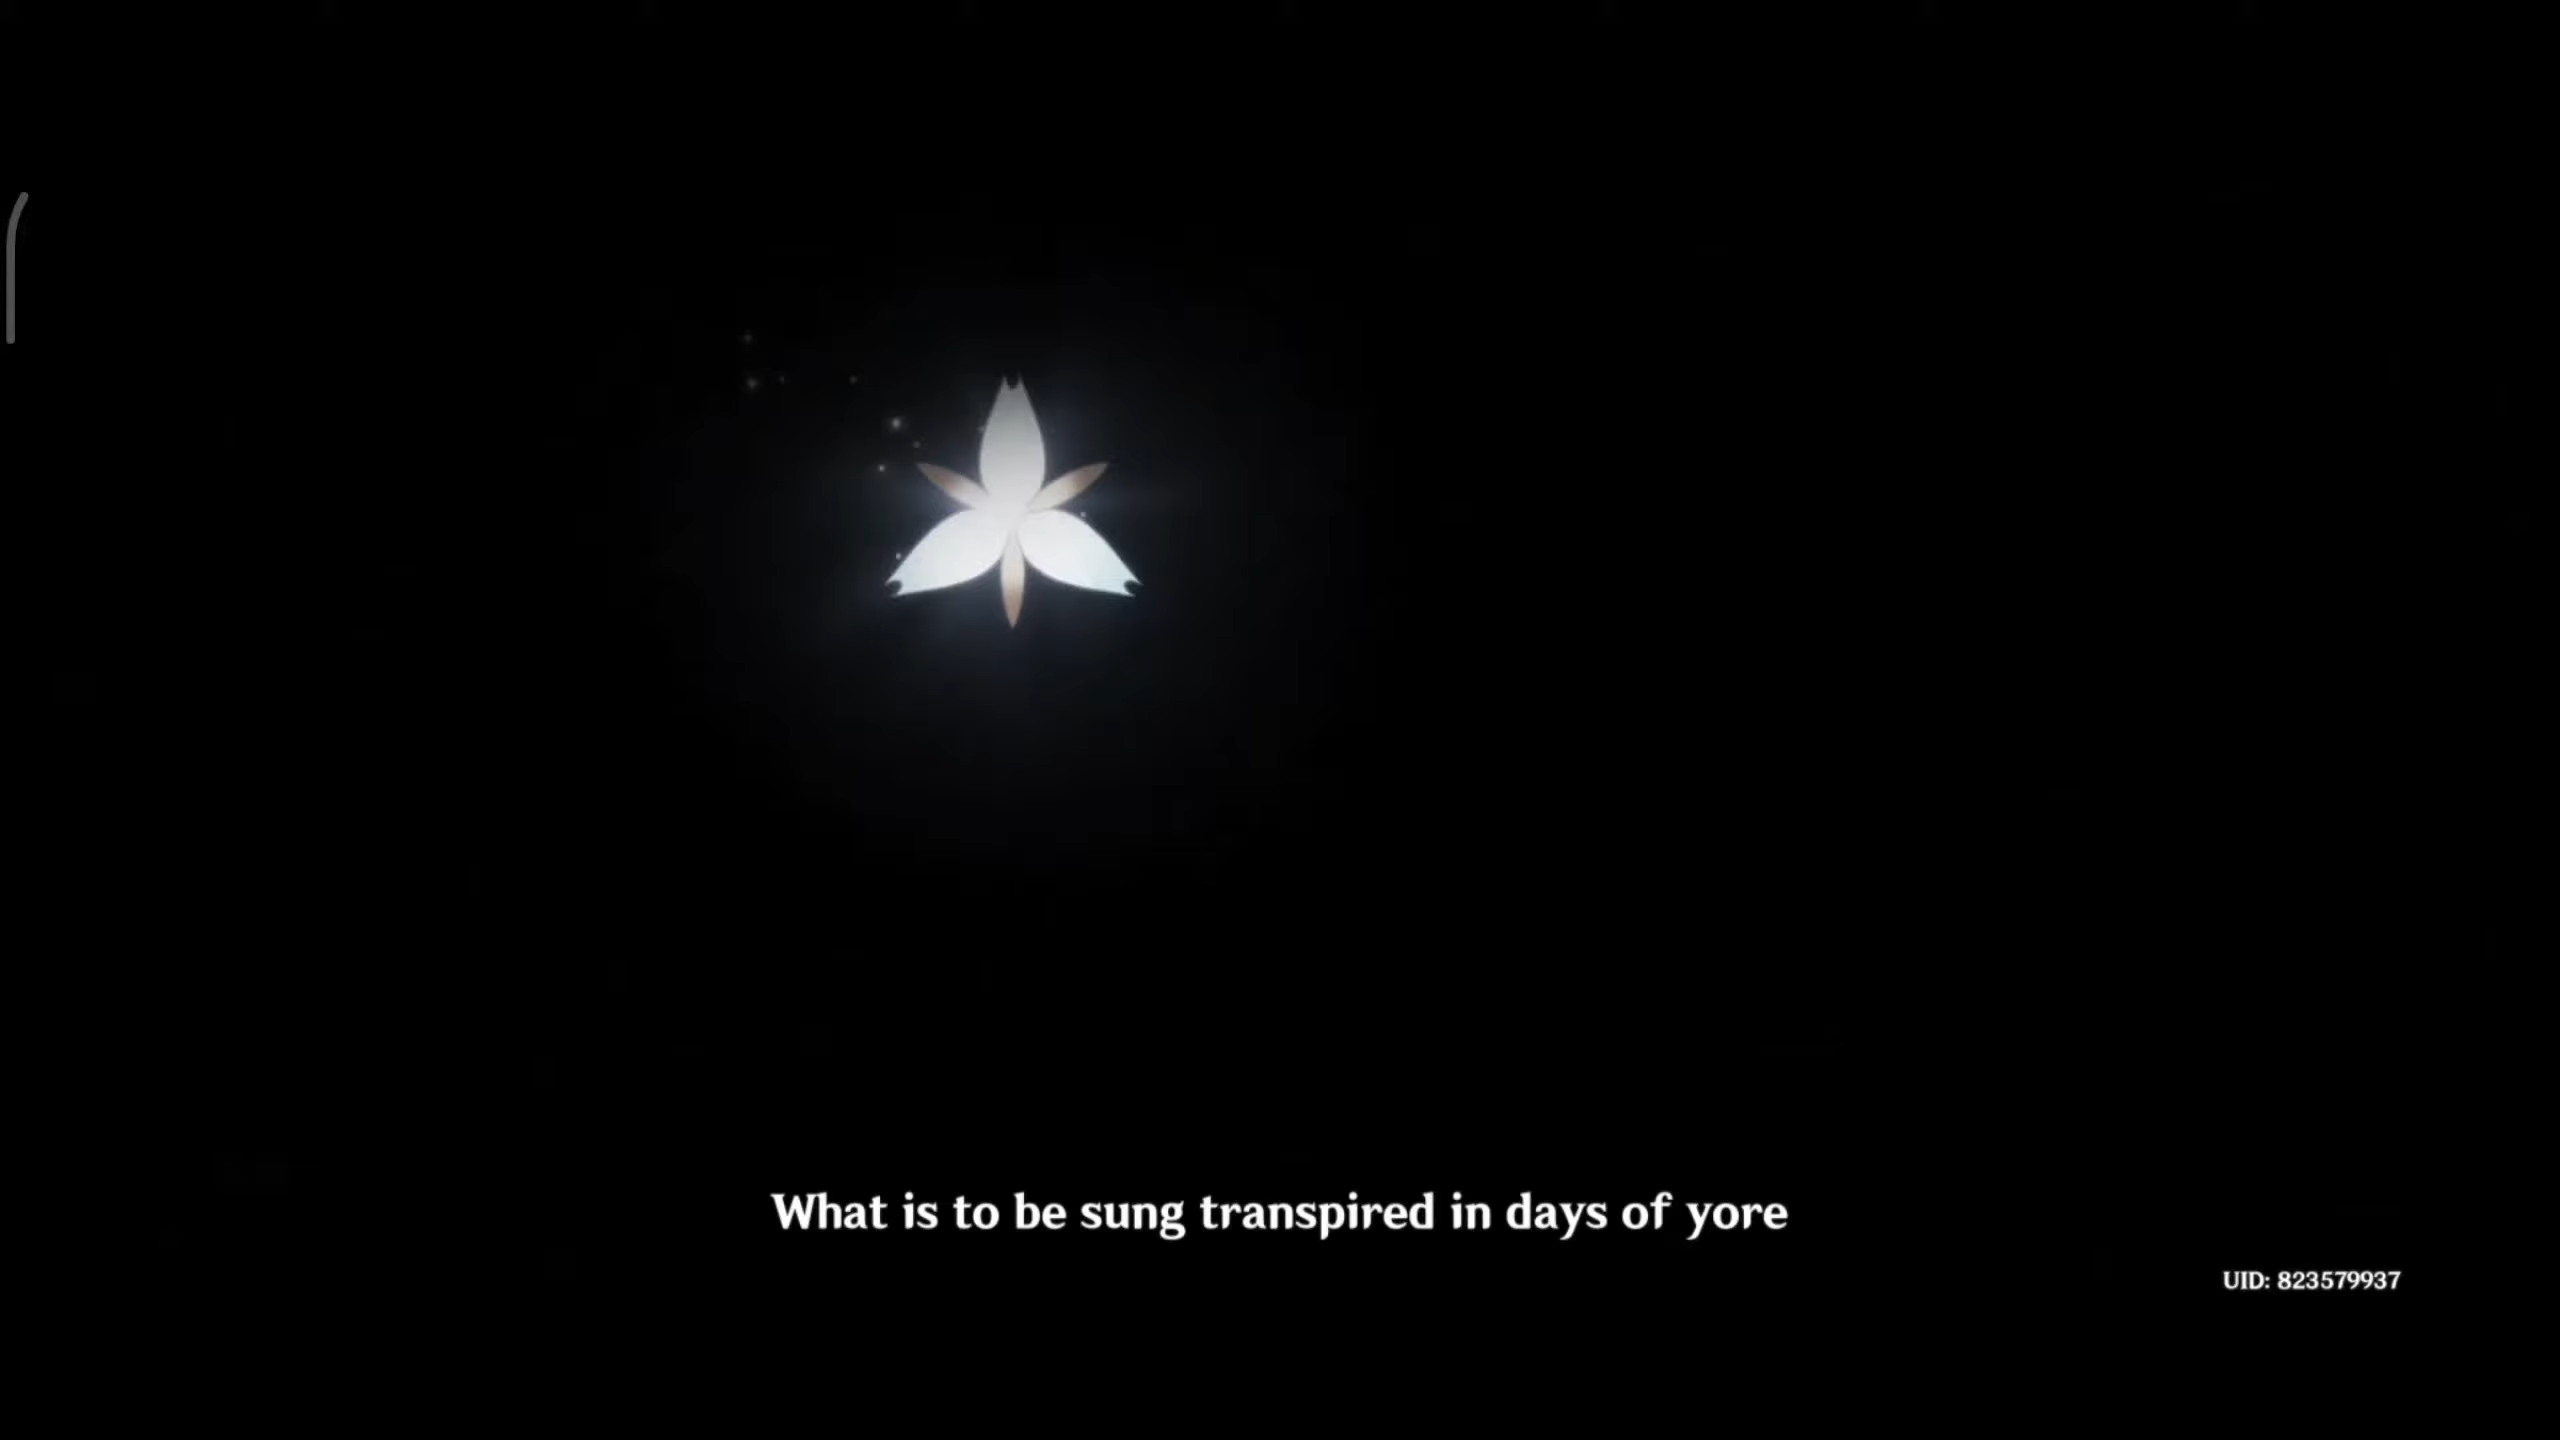 What is to be sung transpired in days of yore
UID: 823579937